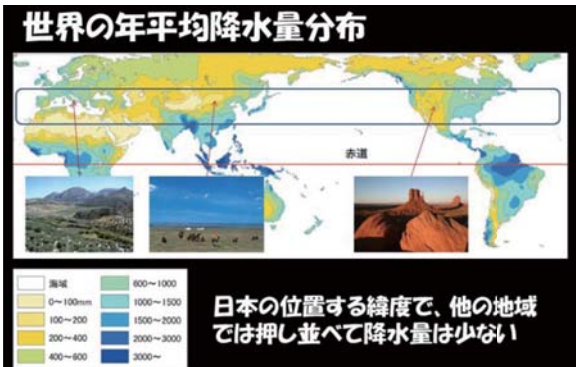 世界の年平均降水量分布
赤道
海域
0～100mm
100～200
200～400
400～600
600～1000
1000～1500
1500～2000
2000～3000
3000～
日本の位置する緯度で、他の地域
では押し並べて降水量は少ない